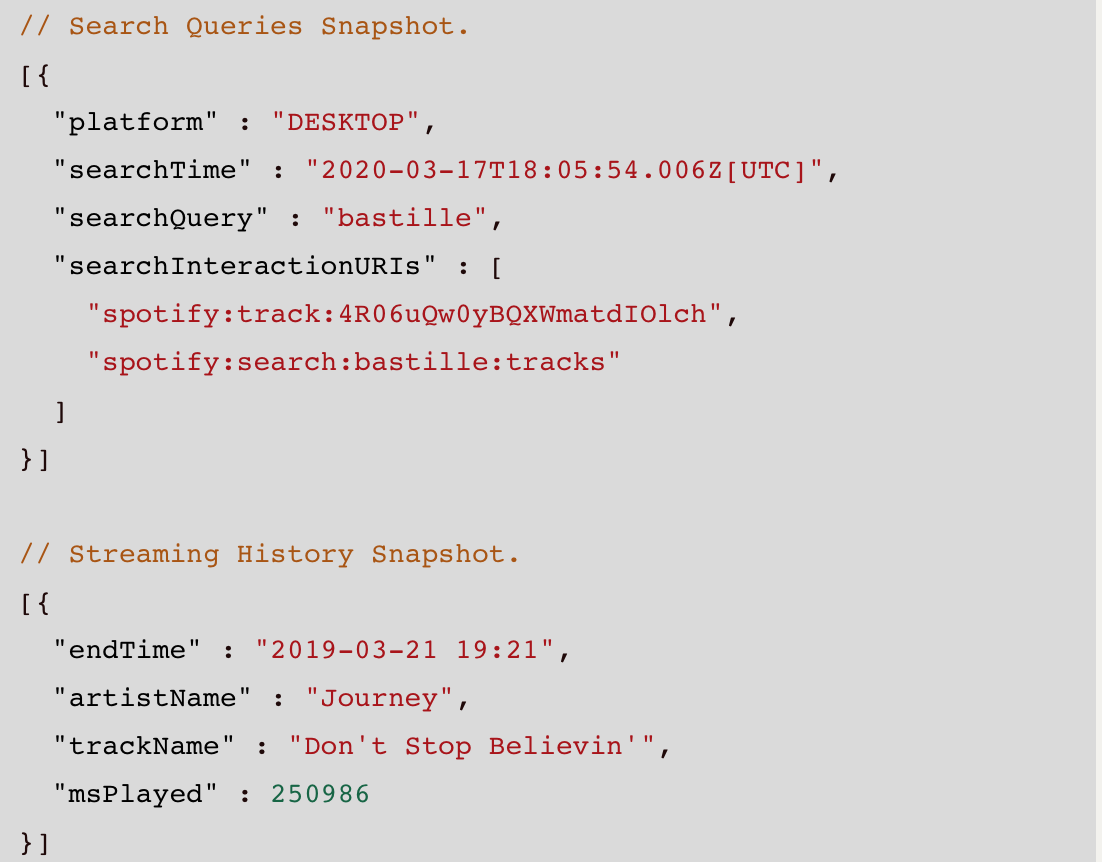 // Search Queries Snapshot.
[{
"platform" : "DESKTOP",
"searchTime" : "2020-03-17T18:05:54.006Z[UTC]",
"searchQuery" : "bastille",
"searchInteractionURIs" : [
"spotify:track:4R06uQw0yBQXWmatdIOlch",
"spotify:search:bastille:tracks"
]
}]
// Streaming History Snapshot.
[{
"endTime" : "2019-03-21 19:21",
"artistName" : "Journey",
"trackName" : "Don't Stop Believin'",
"msPlayed" : 250986
}]